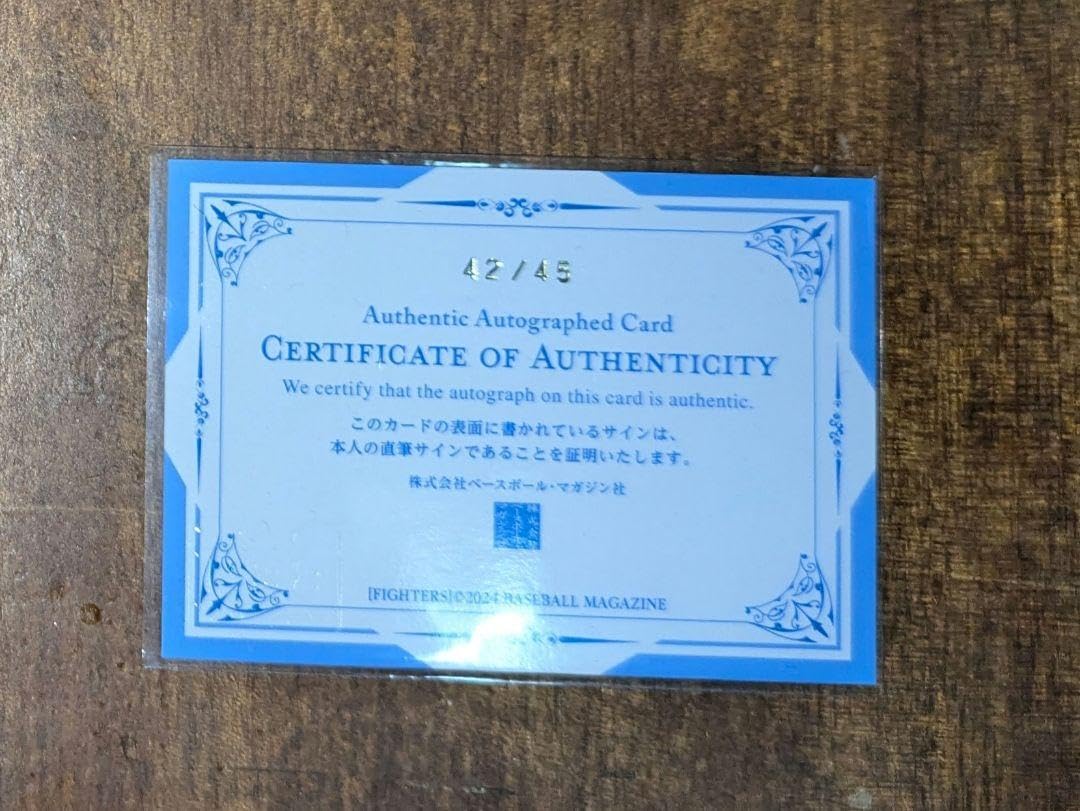 42/45
Authentic Autographed Card
CERTIFICATE OF AUTHENTICITY
We certify that the autograph on this card is authentic.
このカードの表面に書かれているサインは、
本人の直筆サインであることを証明いたします。
株式会社ベースボール・マガジン社
[FIGHTERS]©2024 BASEBALL MAGAZINE